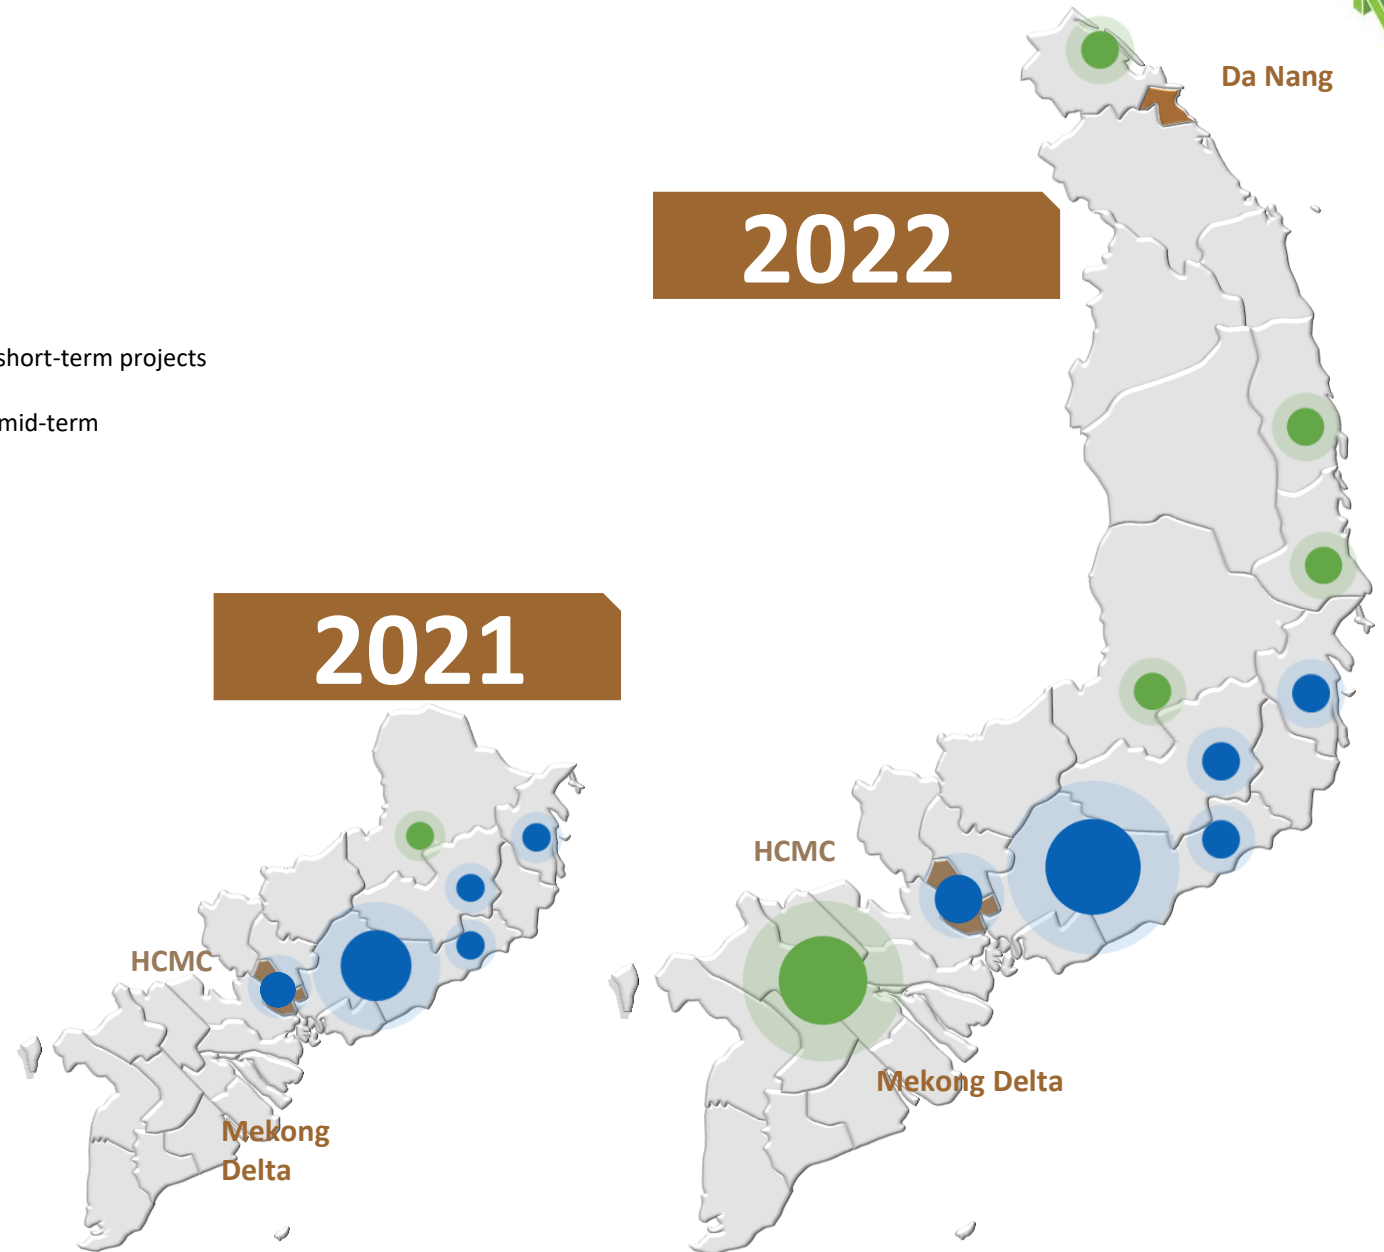 Da Nang
2022
short-term projects
mid-term
2021
HCMC
HCMC
Mekong Delta
Mekong
Delta